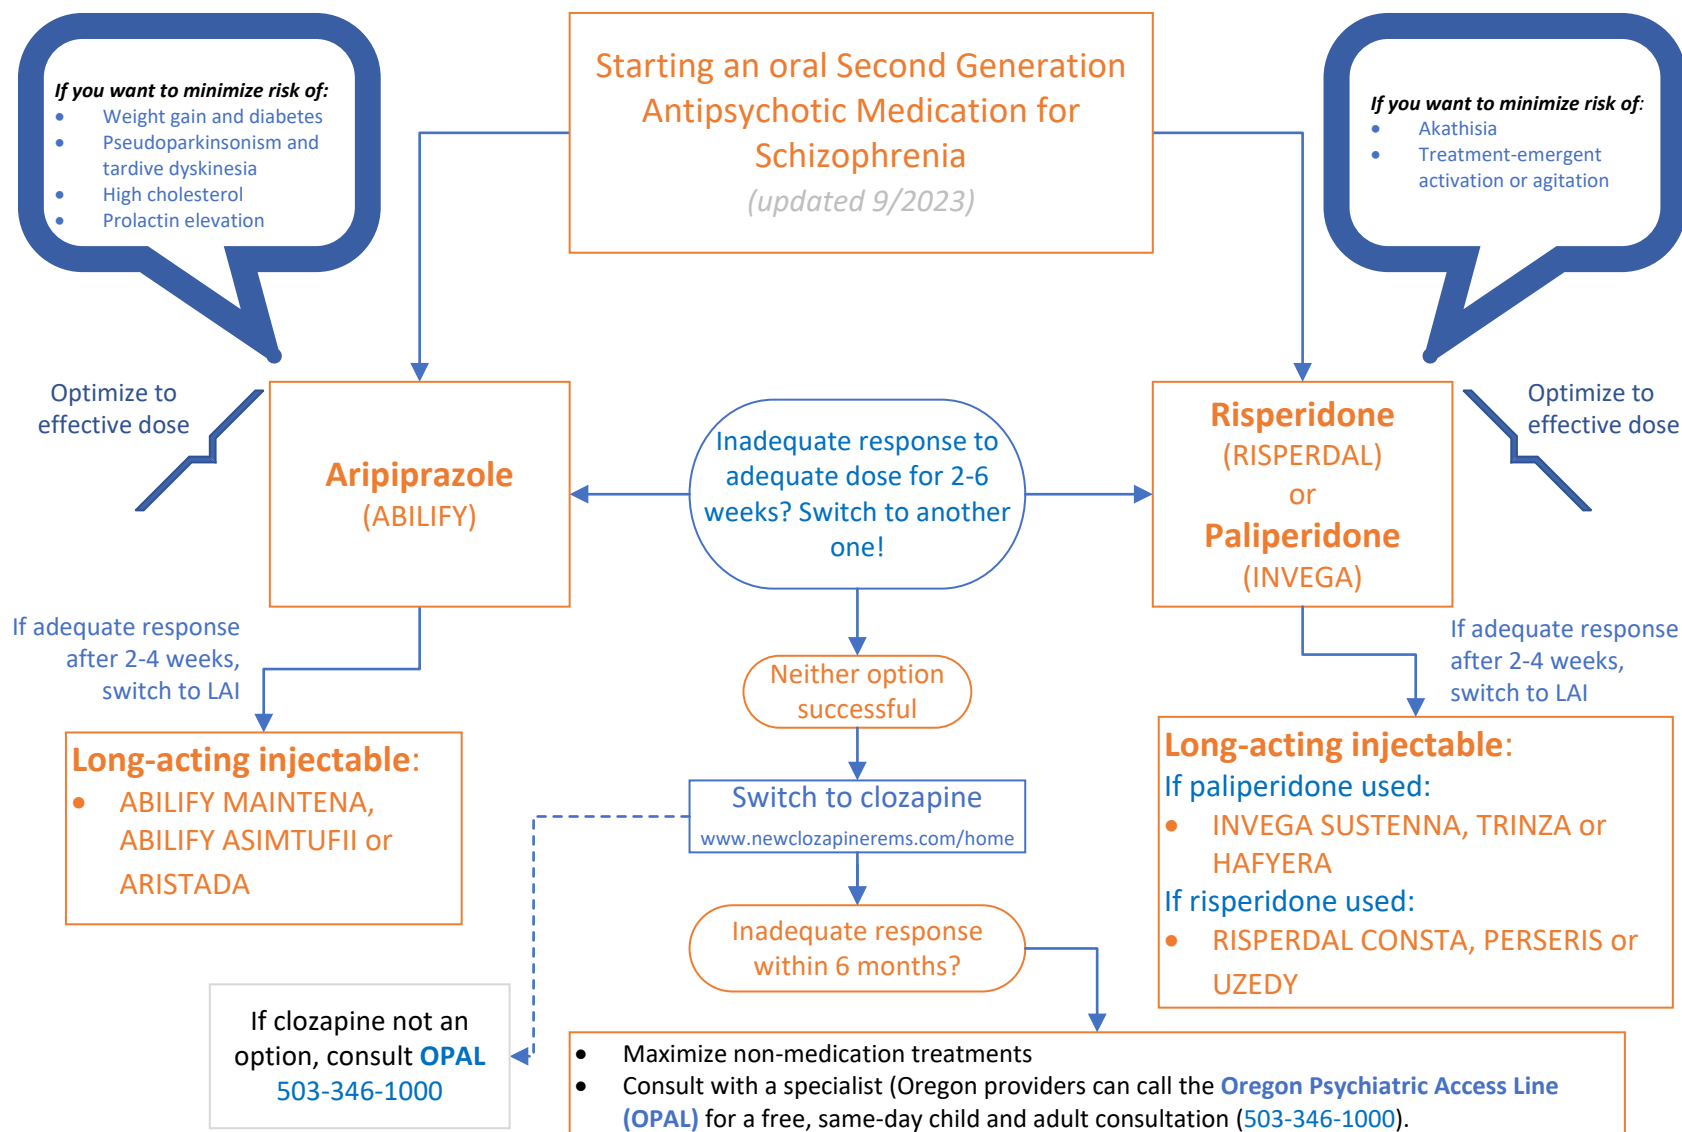 Starting an oral Second Generation
Antipsychotic Medication for
Schizophrenia
(updated 9/2023)
If you want to minimize risk of:
• Weight gain and diabetes
• Pseudoparkinsonism and
tardive dyskinesia
• High cholesterol
• Prolactin elevation
If you want to minimize risk of:
• Akathisia
• Treatment-emergent
activation or agitation
Optimize to
effective dose
Aripiprazole
(ABILIFY)
Inadequate response to
adequate dose for 2-6
weeks? Switch to another
one!
Risperidone
(RISPERDAL)
or
Paliperidone
(INVEGA)
Optimize to
effective dose
If adequate response
after 2-4 weeks,
switch to LAI
Neither option
successful
If adequate response
after 2-4 weeks,
switch to LAI
Long-acting injectable:
• ABILIFY MAINTENA,
ABILIFY ASIMTUFII or
ARISTADA
Switch to clozapine
www.newclozapinerems.com/home
Long-acting injectable:
If paliperidone used:
• INVEGA SUSTENNA, TRINZA or
HAFYERA
If risperidone used:
• RISPERDAL CONSTA, PERSERIS or
UZEDY
Inadequate response
within 6 months?
If clozapine not an
option, consult OPAL
503-346-1000
• Maximize non-medication treatments
• Consult with a specialist (Oregon providers can call the Oregon Psychiatric Access Line
(OPAL) for a free, same-day child and adult consultation (503-346-1000).